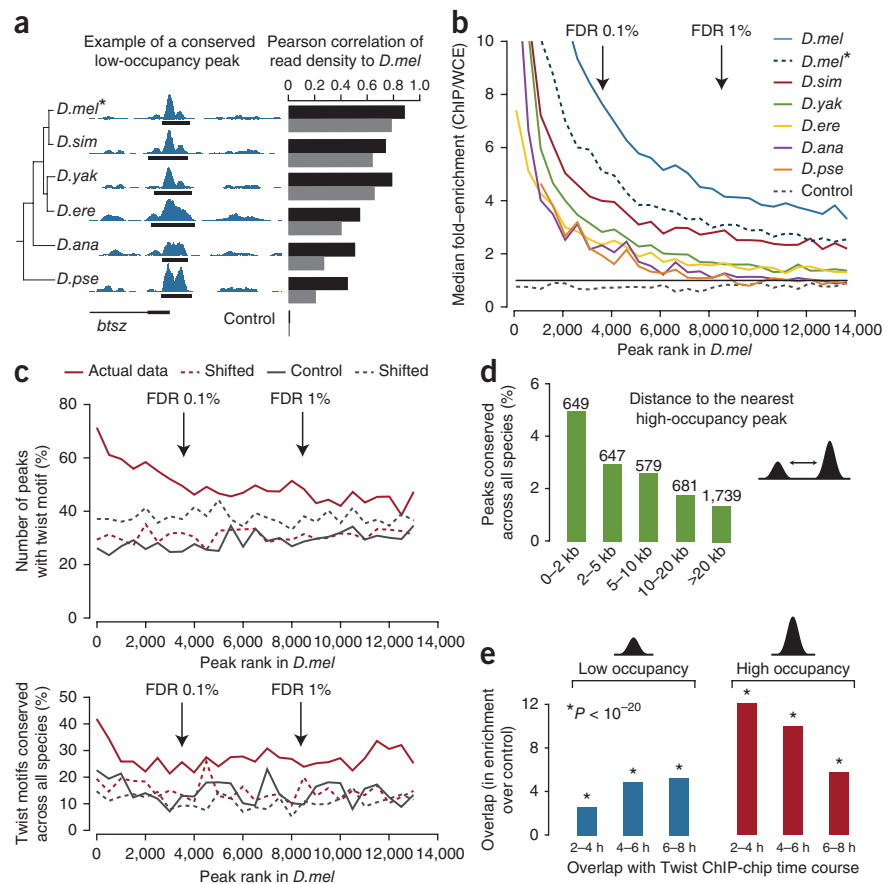 a
Example of a conserved
low-occupancy peak
Pearson correlation of
read density to D.mel
0 0.2 0.4 0.6 0.8 1.0
D.mel*
D.sim
D.yak
D.ere
D.ana
D.pse
btsz
Control
b
Median fold–enrichment (ChIP/WCE)
10
8
6
4
2
0
FDR 0.1%
FDR 1%
D.mel
D.mel*
D.sim
D.yak
D.ere
D.ana
D.pse
Control
0 2,000 4,000 6,000 8,000 10,000 12,000 14,000
Peak rank in D.mel
c
Actual data Shifted Control Shifted
Number of peaks
with twist motif (%)
80
60
40
20
0
FDR 0.1%
FDR 1%
0 2,000 4,000 6,000 8,000 10,000 12,000 14,000
Peak rank in D.mel
Twist motifs conserved
across all species (%)
50
40
30
20
10
0
FDR 0.1%
FDR 1%
0 2,000 4,000 6,000 8,000 10,000 12,000 14,000
Peak rank in D.mel
d
Peaks conserved
across all species (%)
6
4
2
0
Distance to the nearest
high-occupancy peak
649
647
579
681
1,739
0–2 kb
2–5 kb
5–10 kb
10–20 kb
>20 kb
e
Low occupancy
High occupancy
Overlap (in enrichment
over control)
12
8
4
0
*P < 10–20
* * * * * *
2–4 h 4–6 h 6–8 h 2–4 h 4–6 h 6–8 h
Overlap with Twist ChIP-chip time course